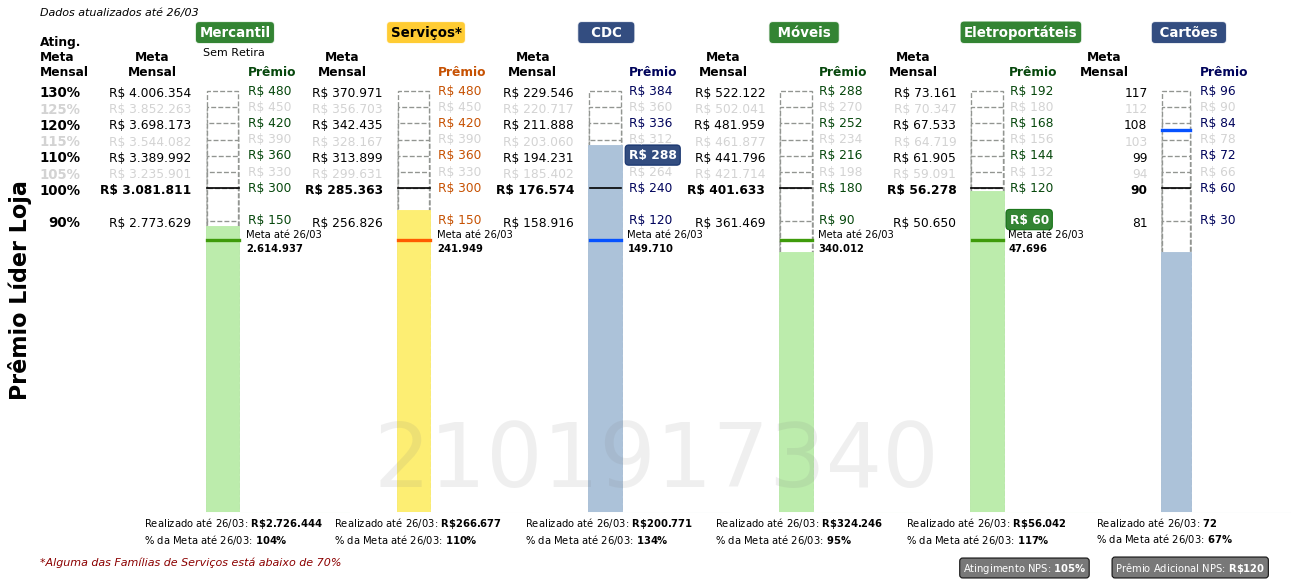 Dados atualizados até 26/03
Mercantil Serviços* CDC Móveis Eletroportáteis Cartões
Sem Retira
Ating. Meta Mensal
Meta Mensal Prêmio Meta Mensal Prêmio Meta Mensal Prêmio Meta Mensal Prêmio Meta Mensal Prêmio Meta Mensal Prêmio
130% R$ 4.006.354 R$ 480 R$ 370.971 R$ 480 R$ 229.546 R$ 384 R$ 522.122 R$ 288 R$ 73.161 R$ 192 117 R$ 96
125% R$ 3.852.263 R$ 450 R$ 356.703 R$ 450 R$ 220.717 R$ 360 R$ 502.041 R$ 270 R$ 70.347 R$ 180 112 R$ 90
120% R$ 3.698.173 R$ 420 R$ 342.435 R$ 420 R$ 211.888 R$ 336 R$ 481.959 R$ 252 R$ 67.533 R$ 168 108 R$ 84
115% R$ 3.544.082 R$ 390 R$ 328.167 R$ 390 R$ 203.060 R$ 312 R$ 461.877 R$ 234 R$ 64.719 R$ 156 103 R$ 78
110% R$ 3.389.992 R$ 360 R$ 313.899 R$ 360 R$ 194.231 R$ 288 R$ 441.796 R$ 216 R$ 61.905 R$ 144 99 R$ 72
105% R$ 3.235.901 R$ 330 R$ 299.631 R$ 330 R$ 185.402 R$ 264 R$ 421.714 R$ 198 R$ 59.091 R$ 132 94 R$ 66
100% R$ 3.081.811 R$ 300 R$ 285.363 R$ 300 R$ 176.574 R$ 240 R$ 401.633 R$ 180 R$ 56.278 R$ 120 90 R$ 60
90% R$ 2.773.629 R$ 150 R$ 256.826 R$ 150 R$ 158.916 R$ 120 R$ 361.469 R$ 90 R$ 50.650 R$ 60 81 R$ 30
Meta até 26/03 Meta até 26/03 Meta até 26/03 Meta até 26/03 Meta até 26/03
2.614.937 241.949 149.710 340.012 47.696
Prêmio Líder Loja
2101917340
Realizado até 26/03: R$2.726.444 Realizado até 26/03: R$266.677 Realizado até 26/03: R$200.771 Realizado até 26/03: R$324.246 Realizado até 26/03: R$56.042 Realizado até 26/03: 72
% da Meta até 26/03: 104% % da Meta até 26/03: 110% % da Meta até 26/03: 134% % da Meta até 26/03: 95% % da Meta até 26/03: 117% % da Meta até 26/03: 67%
*Alguma das Famílias de Serviços está abaixo de 70%
Atingimento NPS: 105% Prêmio Adicional NPS: R$120